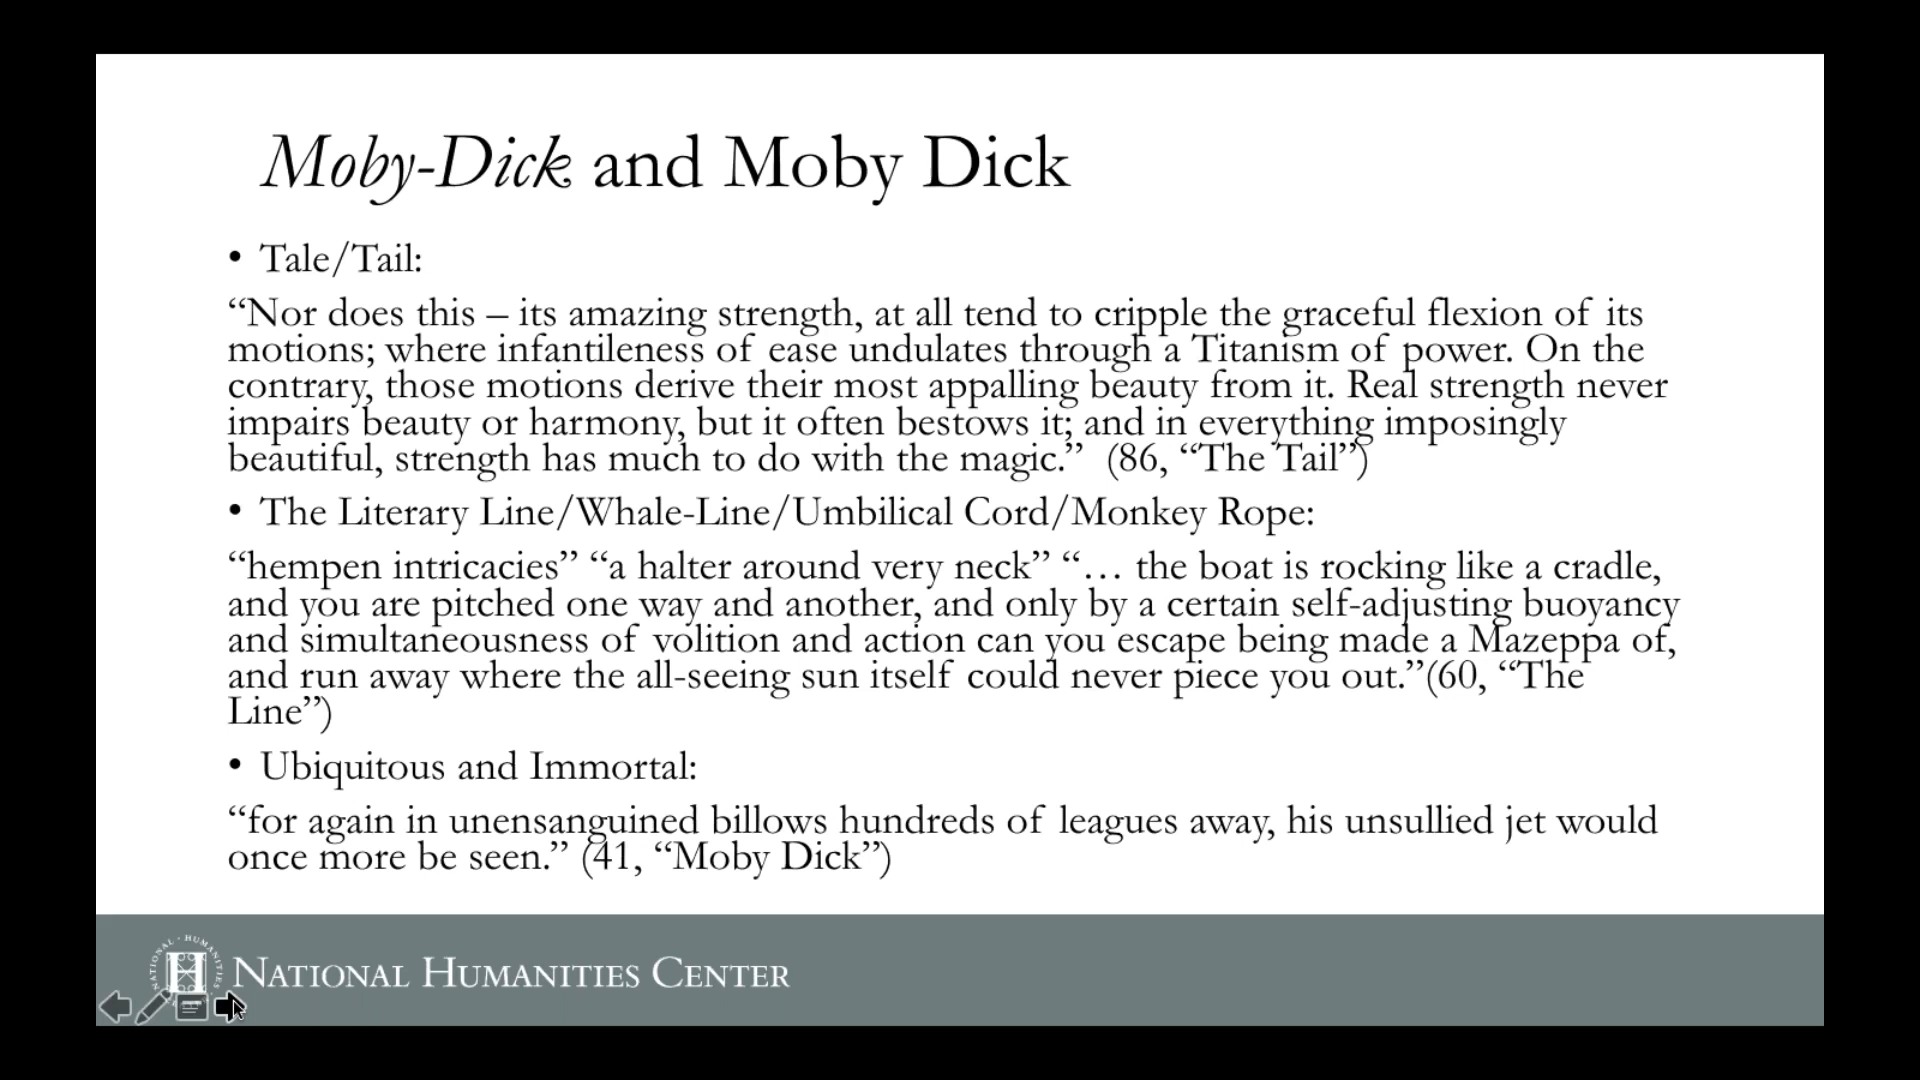 Moby-Dick and Moby Dick
• Tale/Tail:
“Nor does this – its amazing strength, at all tend to cripple the graceful flexion of its
motions; where infantileness of ease undulates through a Titanism of power. On the
contrary, those motions derive their most appalling beauty from it. Real strength never
impairs beauty or harmony, but it often bestows it; and in everything imposingly
beautiful, strength has much to do with the magic.” (86, “The Tail”)
• The Literary Line/Whale-Line/Umbilical Cord/Monkey Rope:
“hempen intricacies” “a halter around very neck” “… the boat is rocking like a cradle,
and you are pitched one way and another, and only by a certain self-adjusting buoyancy
and simultaneousness of volition and action can you escape being made a Mazeppa of,
and run away where the all-seeing sun itself could never piece you out.”(60, “The
Line”)
• Ubiquitous and Immortal:
“for again in unensanguined billows hundreds of leagues away, his unsullied jet would
once more be seen.” (41, “Moby Dick”)
NATIONAL · HUMANITIES
H
NATIONAL HUMANITIES CENTER